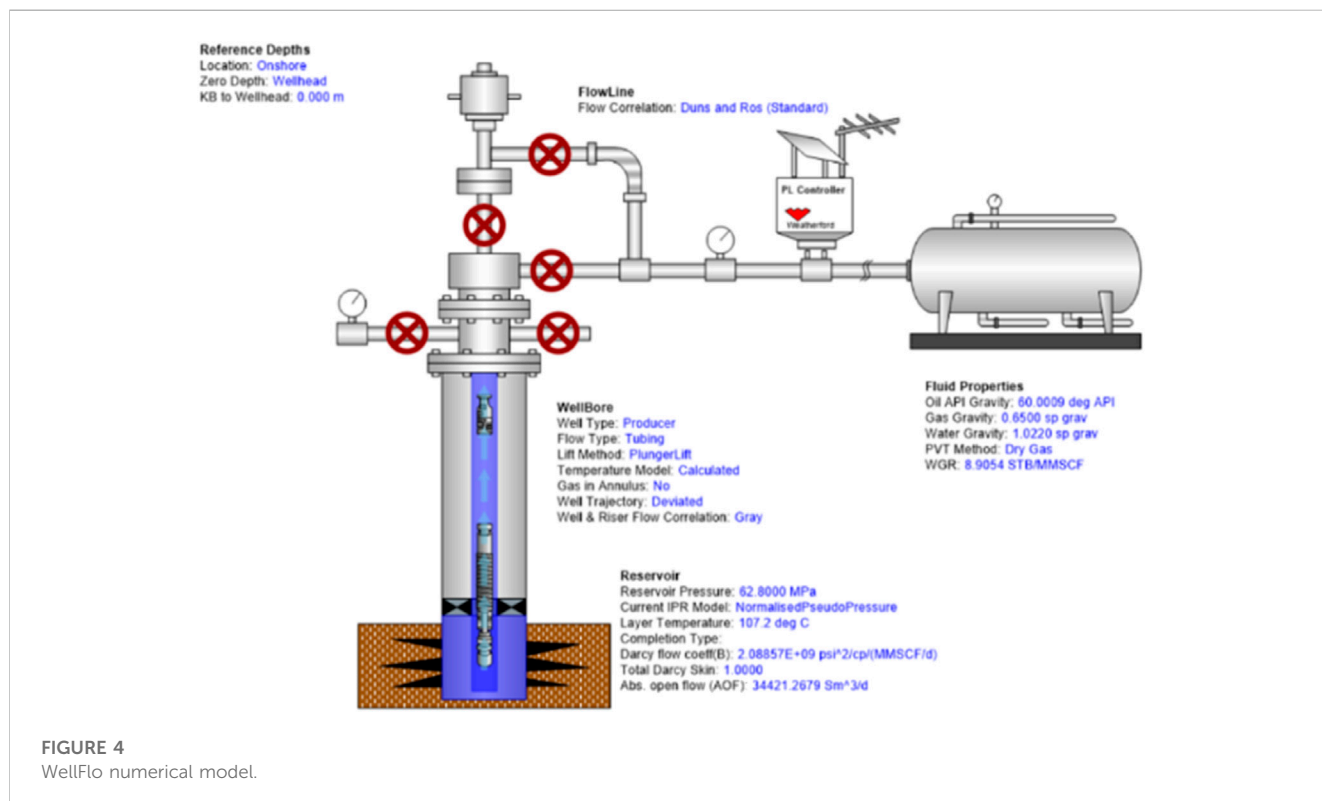 Reference Depths
Location: Onshore
Zero Depth: Wellhead
KB to Wellhead: 0.000 m
FlowLine
Flow Correlation: Duns and Ros (Standard)
PL Controller
Weatherford
Fluid Properties
Oil API Gravity: 60.0009 deg API
Gas Gravity: 0.6500 sp grav
Water Gravity: 1.0220 sp grav
PVT Method: Dry Gas
WGR: 8.9054 STB/MMSCF
WellBore
Well Type: Producer
Flow Type: Tubing
Lift Method: PlungerLift
Temperature Model: Calculated
Gas in Annulus: No
Well Trajectory: Deviated
Well & Riser Flow Correlation: Gray
Reservoir
Reservoir Pressure: 62.8000 MPa
Current IPR Model: NormalisedPseudoPressure
Layer Temperature: 107.2 deg C
Completion Type:
Darcy flow coeff(B): 2.08857E+09 psi^2/cp/(MMSCF/d)
Total Darcy Skin: 1.0000
Abs. open flow (AOF): 34421.2679 Sm^3/d
FIGURE 4
WellFlo numerical model.